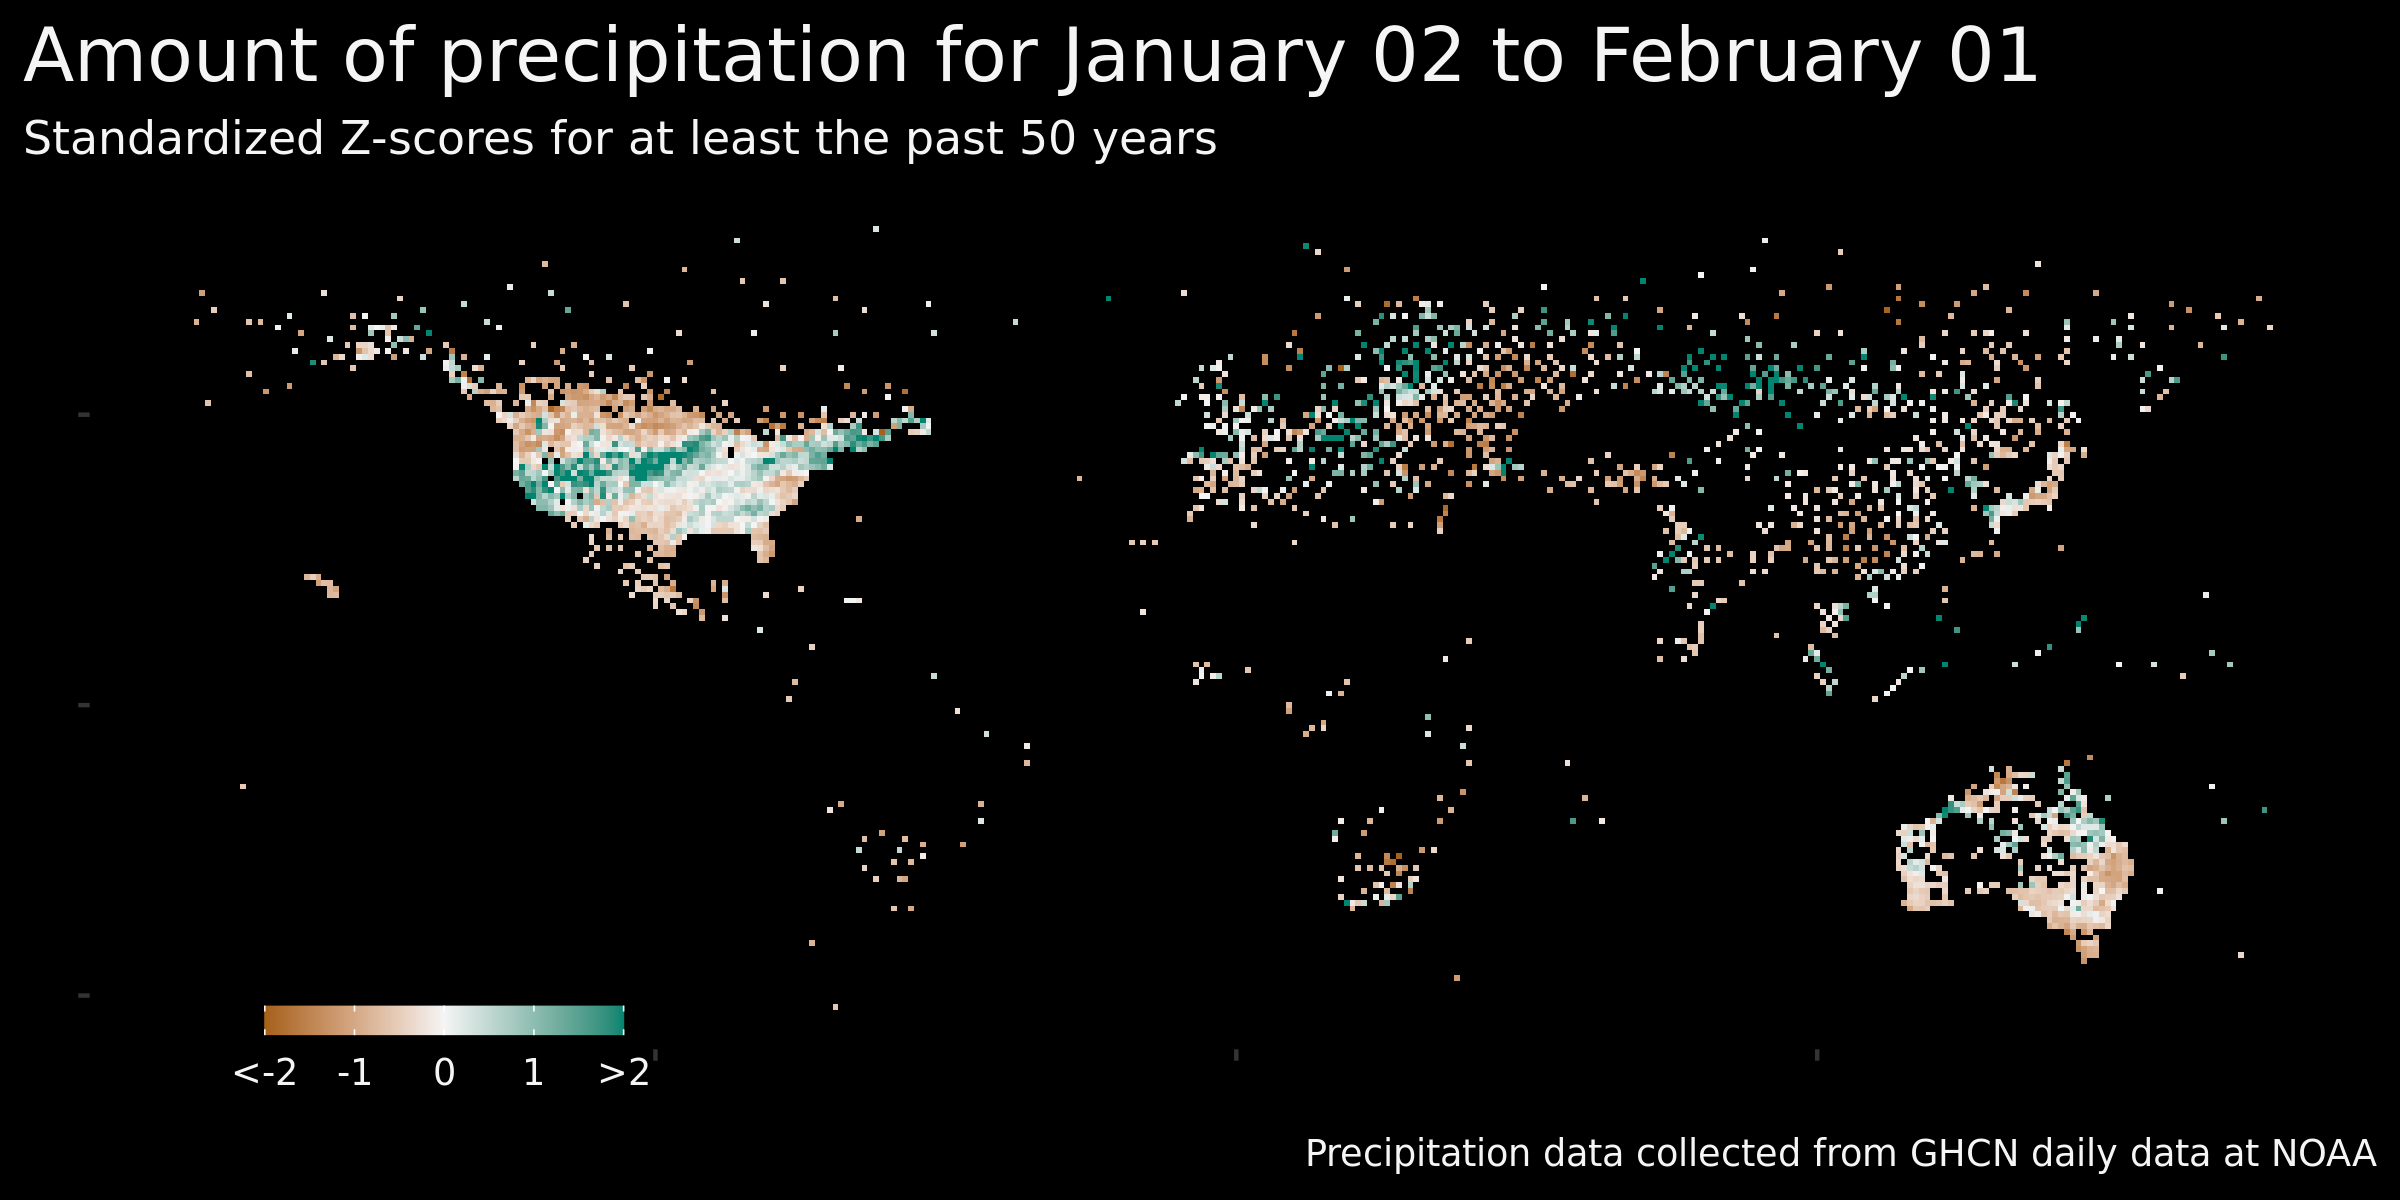 Amount of precipitation for January 02 to February 01
Standardized Z-scores for at least the past 50 years
<-2 -1 0 1 >2
Precipitation data collected from GHCN daily data at NOAA